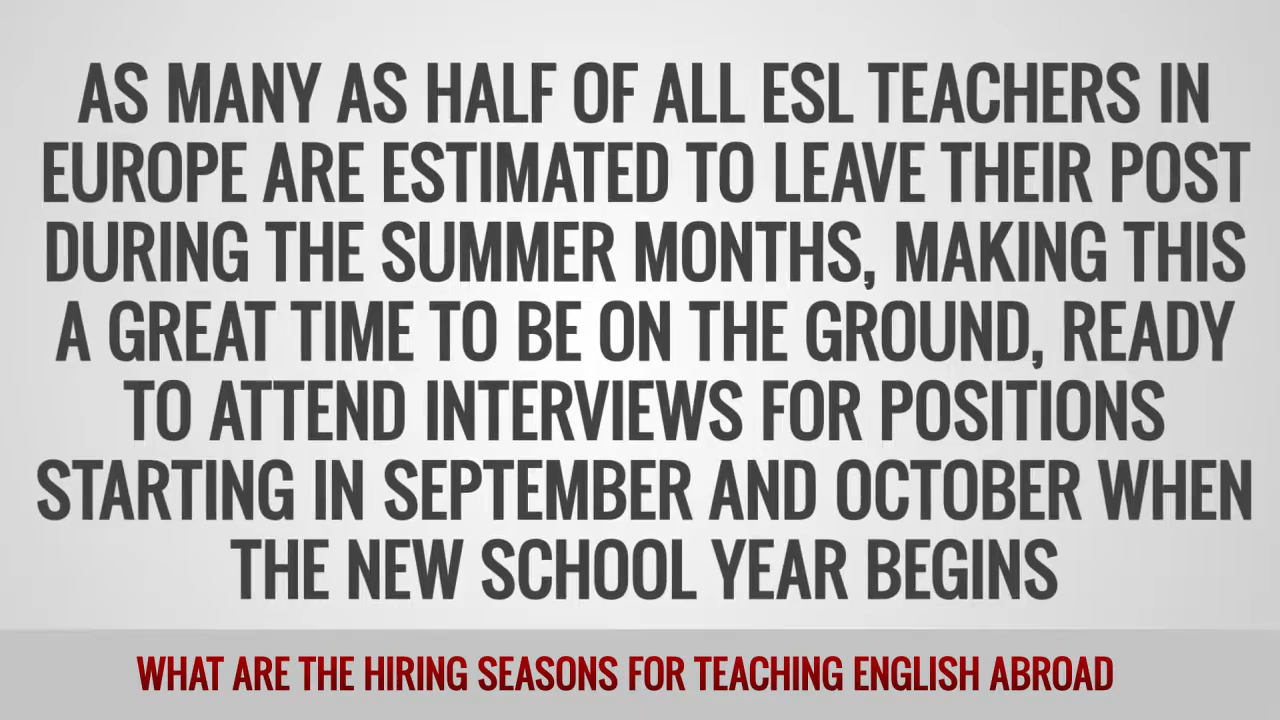 AS MANY AS HALF OF ALL ESL TEACHERS IN
EUROPE ARE ESTIMATED TO LEAVE THEIR POST
DURING THE SUMMER MONTHS, MAKING THIS
A GREAT TIME TO BE ON THE GROUND, READY
TO ATTEND INTERVIEWS FOR POSITIONS
STARTING IN SEPTEMBER AND OCTOBER WHEN
THE NEW SCHOOL YEAR BEGINS
WHAT ARE THE HIRING SEASONS FOR TEACHING ENGLISH ABROAD